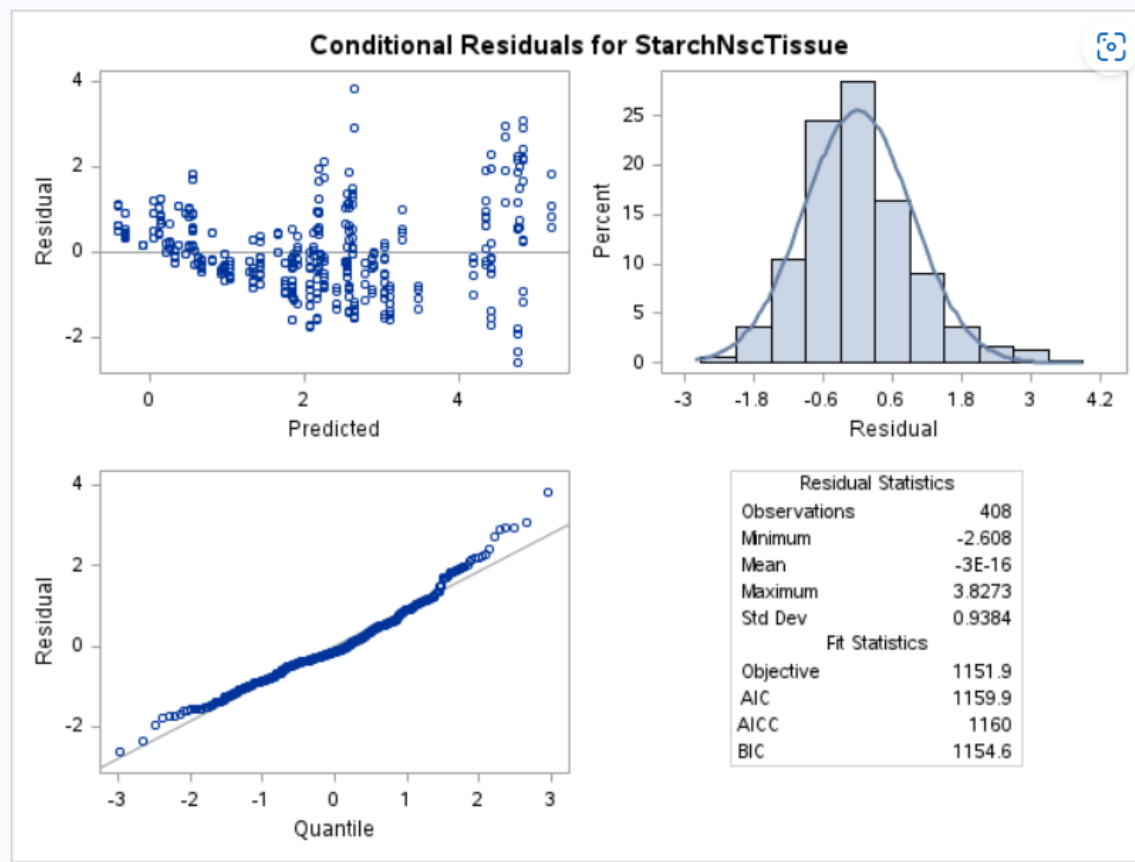 Conditional Residuals for StarchNscTissue
4
2
0
-2
Residual
0
2
4
Predicted
25
20
15
10
5
0
Percent
-3
-1.8
-0.6
0.6
1.8
3
4.2
Residual
4
2
0
-2
Residual
-3
-2
-1
0
1
2
3
Quantile
Residual Statistics
Observations 408
Minimum -2.608
Mean -3E-16
Maximum 3.8273
Std Dev 0.9384
Fit Statistics
Objective 1151.9
AIC 1159.9
AICC 1160
BIC 1154.6